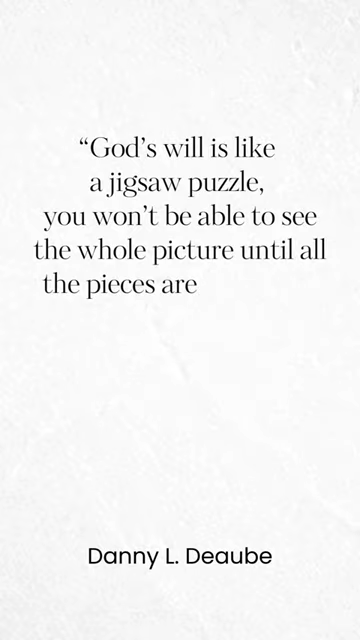 “God’s will is like
a jigsaw puzzle,
you won’t be able to see
the whole picture until all
the pieces are
Danny L. Deaube